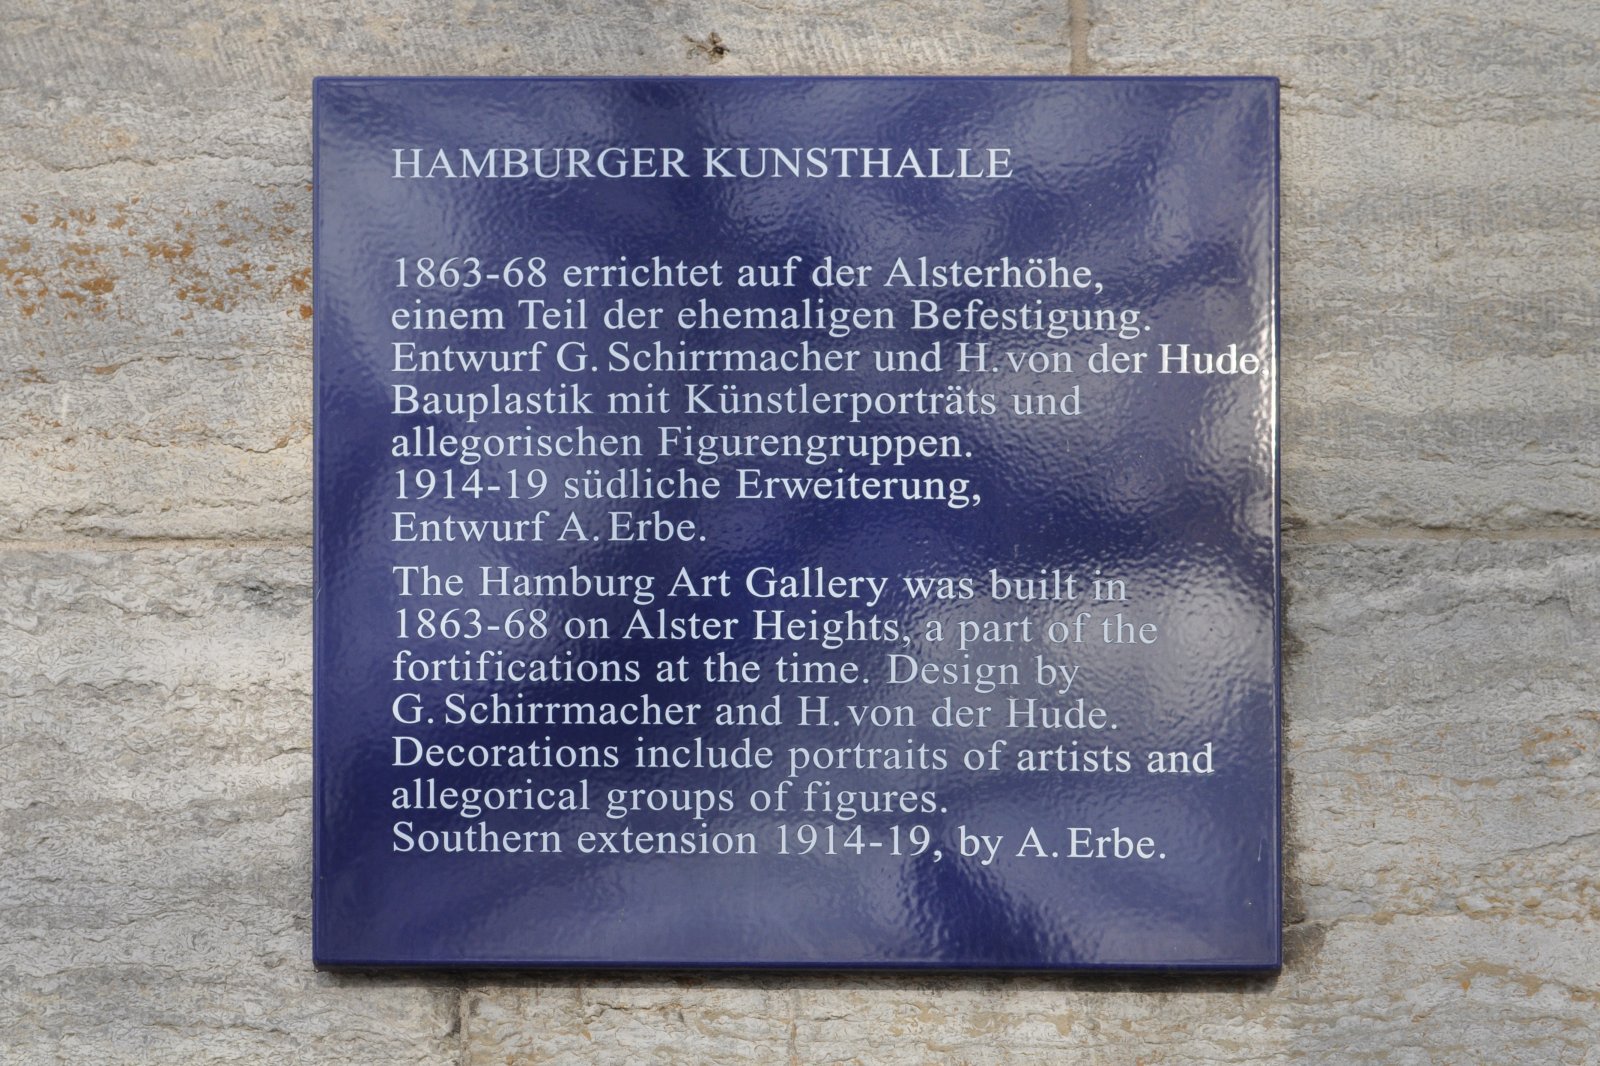 HAMBURGER KUNSTHALLE
1863-68 errichtet auf der Alsterhöhe,
einem Teil der ehemaligen Befestigung.
Entwurf G. Schirrmacher und H. von der Hude.
Bauplastik mit Künstlerporträts und
allegorischen Figurengruppen.
1914-19 südliche Erweiterung,
Entwurf A. Erbe.
The Hamburg Art Gallery was built in
1863-68 on Alster Heights, a part of the
fortifications at the time. Design by
G. Schirrmacher and H. von der Hude.
Decorations include portraits of artists and
allegorical groups of figures.
Southern extension 1914-19, by A. Erbe.